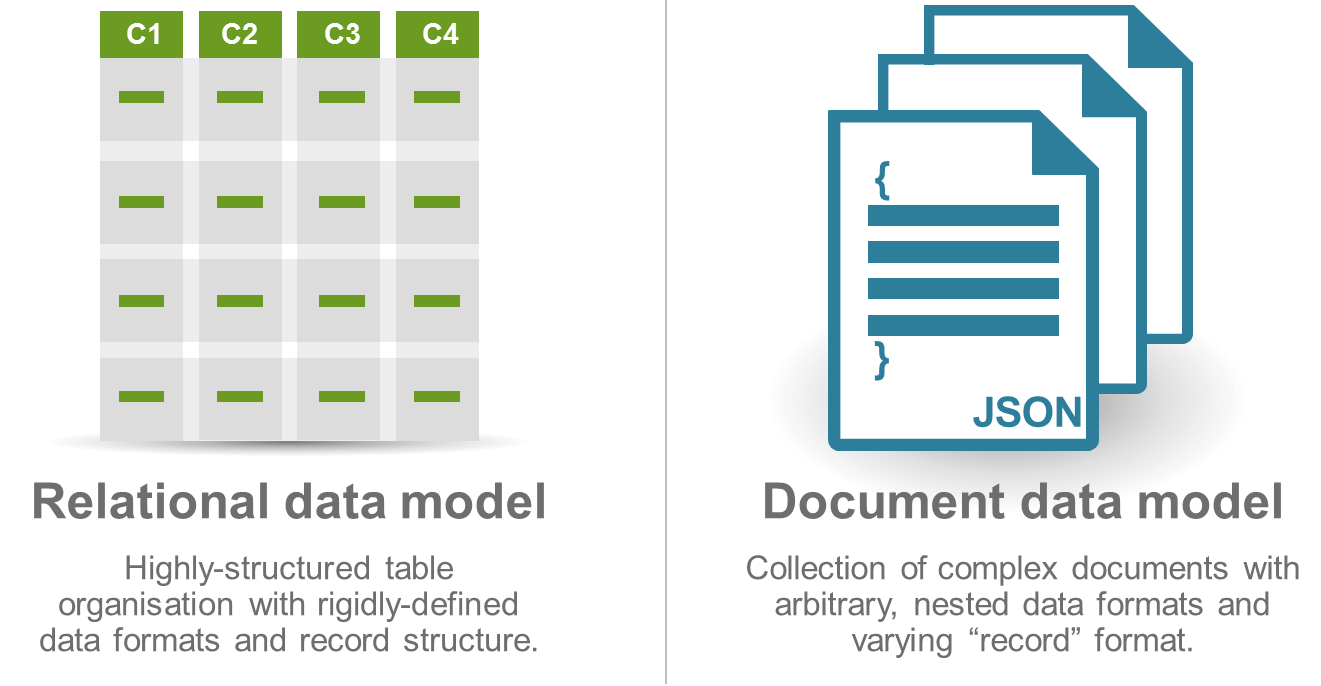 C1 C2 C3 C4
Relational data model
Highly-structured table
organisation with rigidly-defined
data formats and record structure.
{
}
JSON
Document data model
Collection of complex documents with
arbitrary, nested data formats and
varying “record” format.